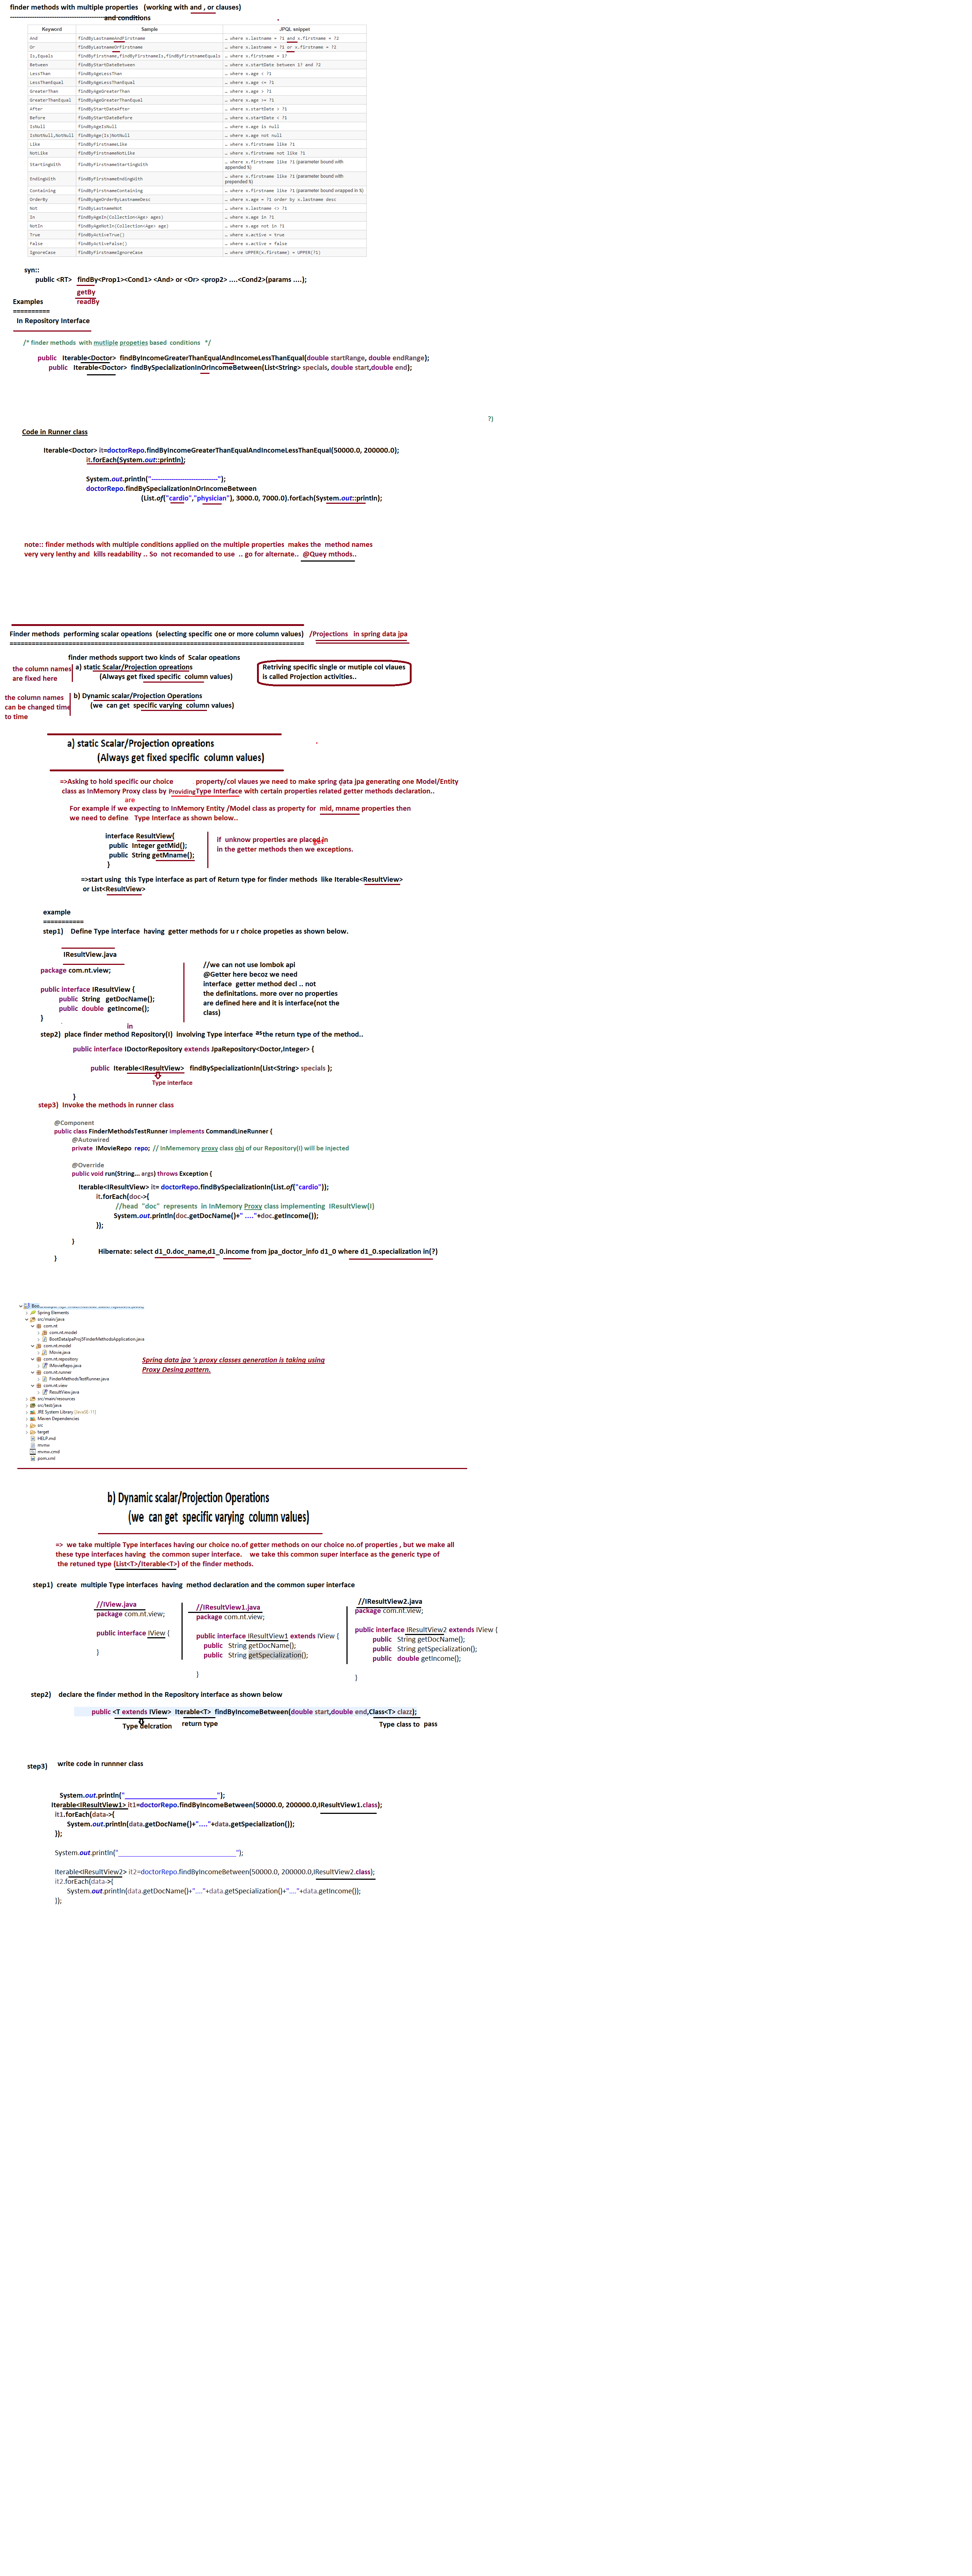 finder methods with multiple properties (working with and , or clauses)
and conditions
Keyword Sample JPQL snippet
And findByLastnameAndFirstname … where x.lastname = ?1 and x.firstname = ?2
Or findByLastnameOrFirstname … where x.lastname = ?1 or x.firstname = ?2
Is,Equals findByFirstname,findByFirstnameIs,findByFirstnameEquals … where x.firstname = 1?
Between findByStartDateBetween … where x.startDate between 1? and ?2
LessThan findByAgeLessThan … where x.age < ?1
LessThanEqual findByAgeLessThanEqual … where x.age <= ?1
GreaterThan findByAgeGreaterThan … where x.age > ?1
GreaterThanEqual findByAgeGreaterThanEqual … where x.age >= ?1
After findByStartDateAfter … where x.startDate > ?1
Before findByStartDateBefore … where x.startDate < ?1
IsNull findByAgeIsNull … where x.age is null
IsNotNull,NotNull findByAge(Is)NotNull … where x.age not null
Like findByFirstnameLike … where x.firstname like ?1
NotLike findByFirstnameNotLike … where x.firstname not like ?1
StartingWith findByFirstnameStartingWith … where x.firstname like ?1 (parameter bound with appended %)
EndingWith findByFirstnameEndingWith … where x.firstname like ?1 (parameter bound with prepended %)
Containing findByFirstnameContaining … where x.firstname like ?1 (parameter bound wrapped in %)
OrderBy findByAgeOrderByLastnameDesc … where x.age = ?1 order by x.lastname desc
Not findByLastnameNot … where x.lastname <> ?1
In findByAgeIn(Collection<Age> ages) … where x.age in ?1
NotIn findByAgeNotIn(Collection<Age> age) … where x.age not in ?1
True findByActiveTrue() … where x.active = true
False findByActiveFalse() … where x.active = false
IgnoreCase findByFirstnameIgnoreCase … where UPPER(x.firstame) = UPPER(?1)
syn::
public <RT> findBy<Prop1><Cond1> <And> or <Or> <prop2> ....<Cond2>(params ....);
getBy
Examples readBy
==========
In Repository Interface
/* finder methods with mutliple propeties based conditions */
public Iterable<Doctor> findByIncomeGreaterThanEqualAndIncomeLessThanEqual(double startRange, double endRange);
public Iterable<Doctor> findBySpecializationInOrIncomeBetween(List<String> specials, double start,double end);
?)
Code in Runner class
Iterable<Doctor> it=doctorRepo.findByIncomeGreaterThanEqualAndIncomeLessThanEqual(50000.0, 200000.0);
it.forEach(System.out::println);
System.out.println("------------------------------");
doctorRepo.findBySpecializationInOrIncomeBetween
(List.of("cardio","physician"), 3000.0, 7000.0).forEach(System.out::println);
note:: finder methods with multiple conditions applied on the multiple properties makes the method names
very very lenthy and kills readability .. So not recomanded to use .. go for alternate.. @Quey mthods..
Finder methods performing scalar opeations (selecting specific one or more column values) /Projections in spring data jpa
==========
finder methods support two kinds of Scalar opeations
a) static Scalar/Projection opreations
(Always get fixed specific column values)
the column names
are fixed here
Retriving specific single or mutiple col vlaues
is called Projection activities..
b) Dynamic scalar/Projection Operations
(we can get specific varying column values)
the column names
can be changed time
to time
a) static Scalar/Projection opreations
(Always get fixed specific column values)
=>Asking to hold specific our choice property/col vlaues we need to make spring data jpa generating one Model/Entity
class as InMemory Proxy class by Providing Type Interface with certain properties related getter methods declaration..
are
For example if we expecting to InMemory Entity /Model class as property for mid, mname properties then
we need to define Type Interface as shown below..
interface ResultView{
public Integer getMid();
public String getMname();
}
if unknow properties are placed in
get
in the getter methods then we exceptions.
=>start using this Type interface as part of Return type for finder methods like Iterable<ResultView>
or List<ResultView>
example
===========
step1) Define Type interface having getter methods for u r choice propeties as shown below.
IResultView.java
package com.nt.view;
public interface IResultView {
public String getDocName();
public double getIncome();
}
//we can not use lombok api
@Getter here becoz we need
interface getter method decl .. not
the definitations. more over no properties
are defined here and it is interface(not the
class)
in
step2) place finder method Repository(I) involving Type interface as the return type of the method..
public interface IDoctorRepository extends JpaRepository<Doctor,Integer> {
public Iterable<IResultView> findBySpecializationIn(List<String> specials );
Type interface
}
step3) Invoke the methods in runner class
@Component
public class FinderMethodsTestRunner implements CommandLineRunner {
@Autowired
private IMovieRepo repo; // InMememory proxy class obj of our Repository(I) will be injected
@Override
public void run(String... args) throws Exception {
Iterable<IResultView> it= doctorRepo.findBySpecializationIn(List.of("cardio"));
it.forEach(doc->{
//head "doc" represents in InMemory Proxy class implementing IResultView(I)
System.out.println(doc.getDocName()+" ...."+doc.getIncome());
});
}
Hibernate: select d1_0.doc_name,d1_0.income from jpa_doctor_info d1_0 where d1_0.specialization in(?)
}
Spring Elements
src/main/java
com.nt
com.nt.model
BootDataJpaProj5FinderMethodsApplication.java
com.nt.model
Movie.java
com.nt.repository
IMovieRepo.java
com.nt.runner
FinderMethodsTestRunner.java
com.nt.view
ResultView.java
src/main/resources
src/test/java
JRE System Library [JavaSE-11]
Maven Dependencies
src
target
HELP.md
mvnw
mvnw.cmd
pom.xml
Spring data jpa 's proxy classes generation is taking using
Proxy Desing pattern.
b) Dynamic scalar/Projection Operations
(we can get specific varying column values)
=> we take multiple Type interfaces having our choice no.of getter methods on our choice no.of properties , but we make all
these type interfaces having the common super interface. we take this common super interface as the generic type of
the retuned type (List<T>/Iterable<T>) of the finder methods.
step1) create multiple Type interfaces having method declaration and the common super interface
//IView.java
package com.nt.view;
public interface IView {
}
//IResultView1.java
package com.nt.view;
public interface IResultView1 extends IView {
public String getDocName();
public String getSpecialization();
}
//IResultView2.java
package com.nt.view;
public interface IResultView2 extends IView {
public String getDocName();
public String getSpecialization();
public double getIncome();
}
step2) declare the finder method in the Repository interface as shown below
public <T extends IView> Iterable<T> findByIncomeBetween(double start,double end,Class<T> clazz);
Type delcration return type Type class to pass
step3) write code in runnner class
System.out.println("__________________________");
Iterable<IResultView1> it1=doctorRepo.findByIncomeBetween(50000.0, 200000.0,IResultView1.class);
it1.forEach(data->{
System.out.println(data.getDocName()+"...."+data.getSpecialization());
});
System.out.println("__________________________________");
Iterable<IResultView2> it2=doctorRepo.findByIncomeBetween(50000.0, 200000.0,IResultView2.class);
it2.forEach(data->{
System.out.println(data.getDocName()+"...."+data.getSpecialization()+"...."+data.getIncome());
});